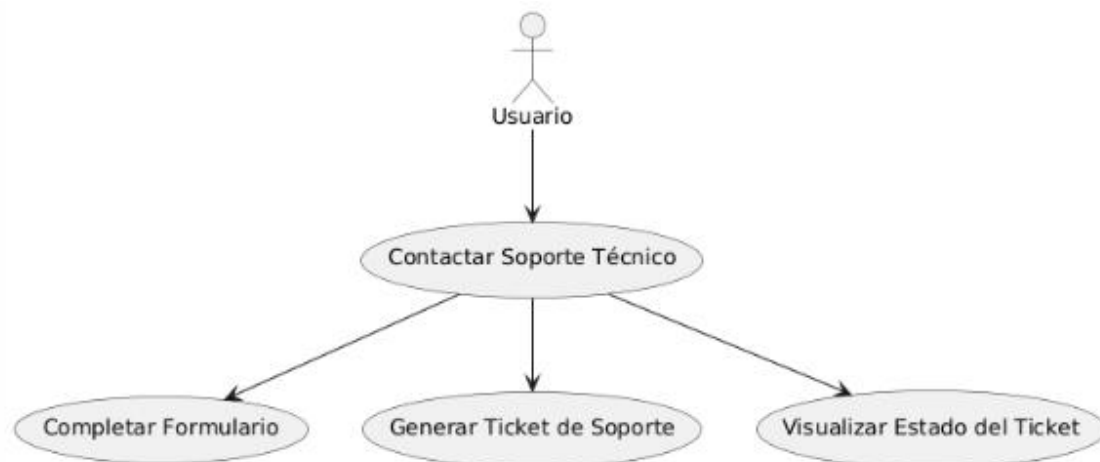 Usuario
Contactar Soporte Técnico
Completar Formulario
Generar Ticket de Soporte
Visualizar Estado del Ticket